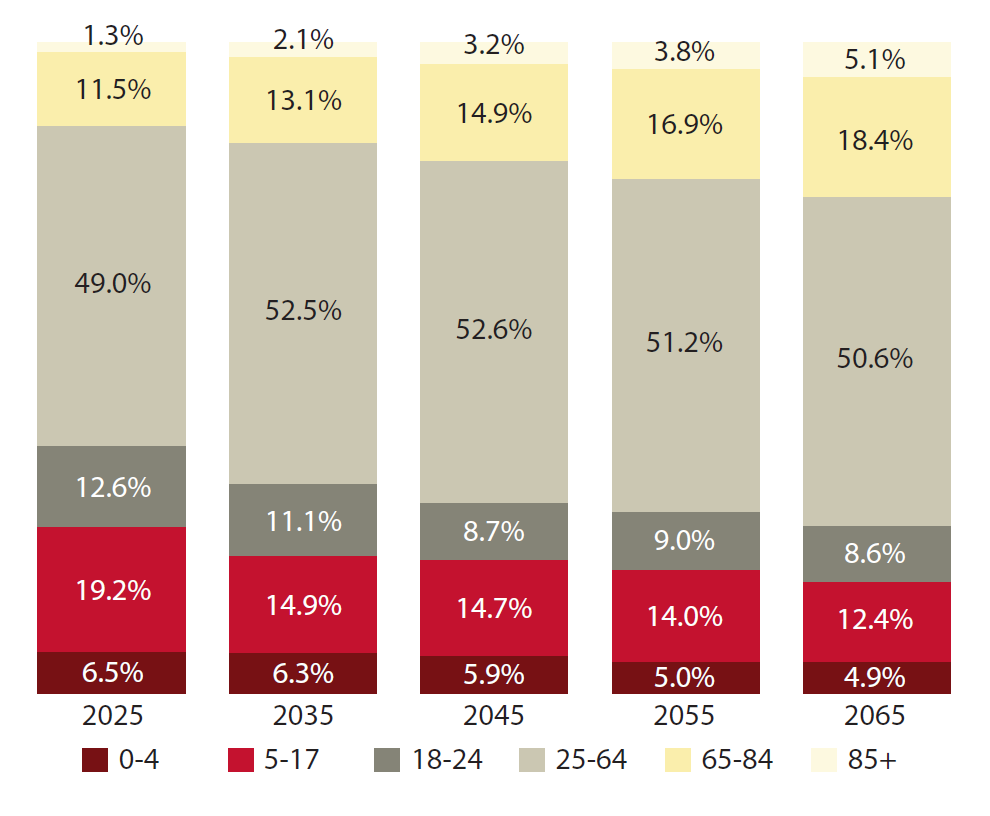 1.3% 2.1% 3.2% 3.8% 5.1%
11.5% 13.1% 14.9% 16.9% 18.4%
49.0% 52.5% 52.6% 51.2% 50.6%
12.6% 11.1% 8.7% 9.0% 8.6%
19.2% 14.9% 14.7% 14.0% 12.4%
6.5% 6.3% 5.9% 5.0% 4.9%
2025 2035 2045 2055 2065
0-4 5-17 18-24 25-64 65-84 85+